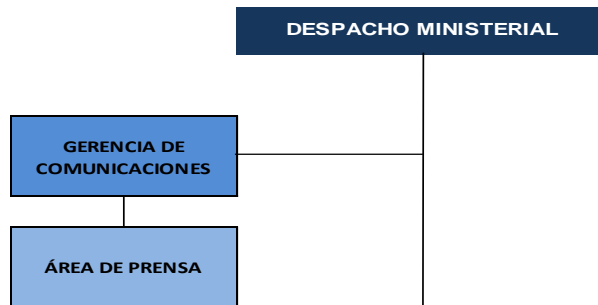 DESPACHO MINISTERIAL
GERENCIA DE
COMUNICACIONES
ÁREA DE PRENSA